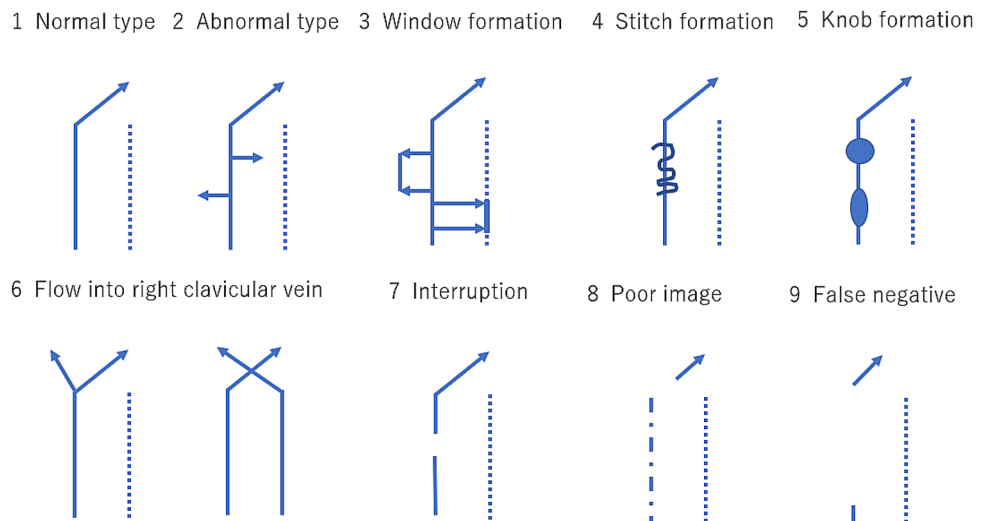 1 Normal type 2 Abnormal type 3 Window formation 4 Stitch formation 5 Knob formation
6 Flow into right clavicular vein 7 Interruption 8 Poor image 9 False negative